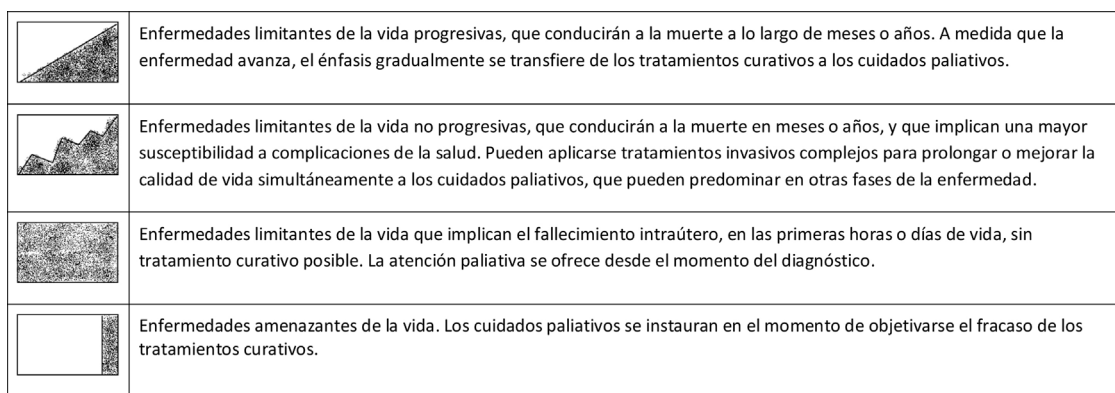 Enfermedades limitantes de la vida progresivas, que conducirán a la muerte a lo largo de meses o años. A medida que la
enfermedad avanza, el énfasis gradualmente se transfiere de los tratamientos curativos a los cuidados paliativos.
Enfermedades limitantes de la vida no progresivas, que conducirán a la muerte en meses o años, y que implican una mayor
susceptibilidad a complicaciones de la salud. Pueden aplicarse tratamientos invasivos complejos para prolongar o mejorar la
calidad de vida simultáneamente a los cuidados paliativos, que pueden predominar en otras fases de la enfermedad.
Enfermedades limitantes de la vida que implican el fallecimiento intraútero, en las primeras horas o días de vida, sin
tratamiento curativo posible. La atención paliativa se ofrece desde el momento del diagnóstico.
Enfermedades amenazantes de la vida. Los cuidados paliativos se instauran en el momento de objetivarse el fracaso de los
tratamientos curativos.